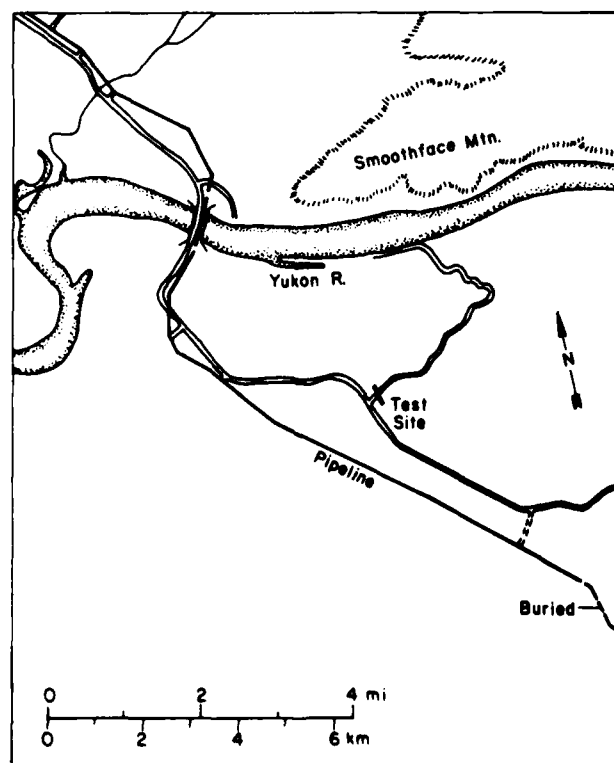 Smoothface Mtn.
Yukon R.
N
Test
Site
Pipeline
Buried
0 2 4 mi
0 2 4 6 km